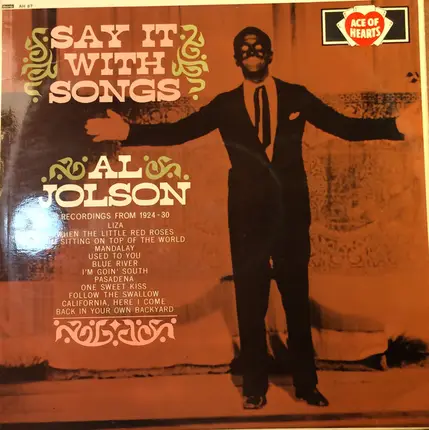 AH 87
ACE OF
HEARTS
SAY IT
WITH
SONGS
AL
JOLSON
RECORDINGS FROM 1924-30
LIZA
WHEN THE LITTLE RED ROSES
SITTING ON TOP OF THE WORLD
MANDALAY
USED TO YOU
BLUE RIVER
I'M GOIN' SOUTH
PASADENA
ONE SWEET KISS
FOLLOW THE SWALLOW
CALIFORNIA, HERE I COME
BACK IN YOUR OWN BACKYARD